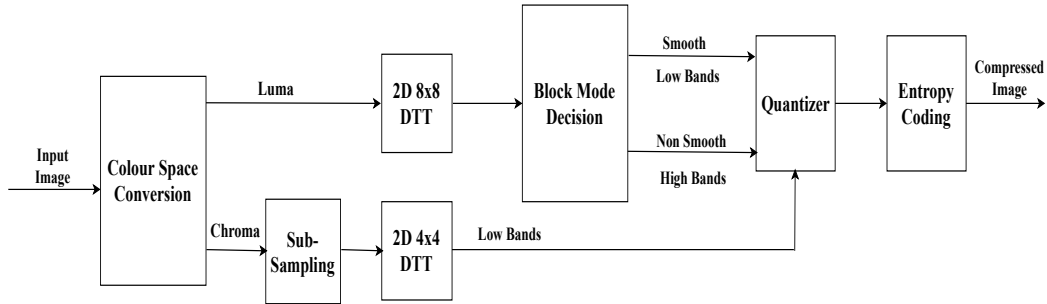 Input
Image
Colour Space
Conversion
Luma
2D 8x8
DTT
Block Mode
Decision
Smooth
Low Bands
Non Smooth
High Bands
Quantizer
Entropy
Coding
Compressed
Image
Chroma
Sub-
Sampling
2D 4x4
DTT
Low Bands